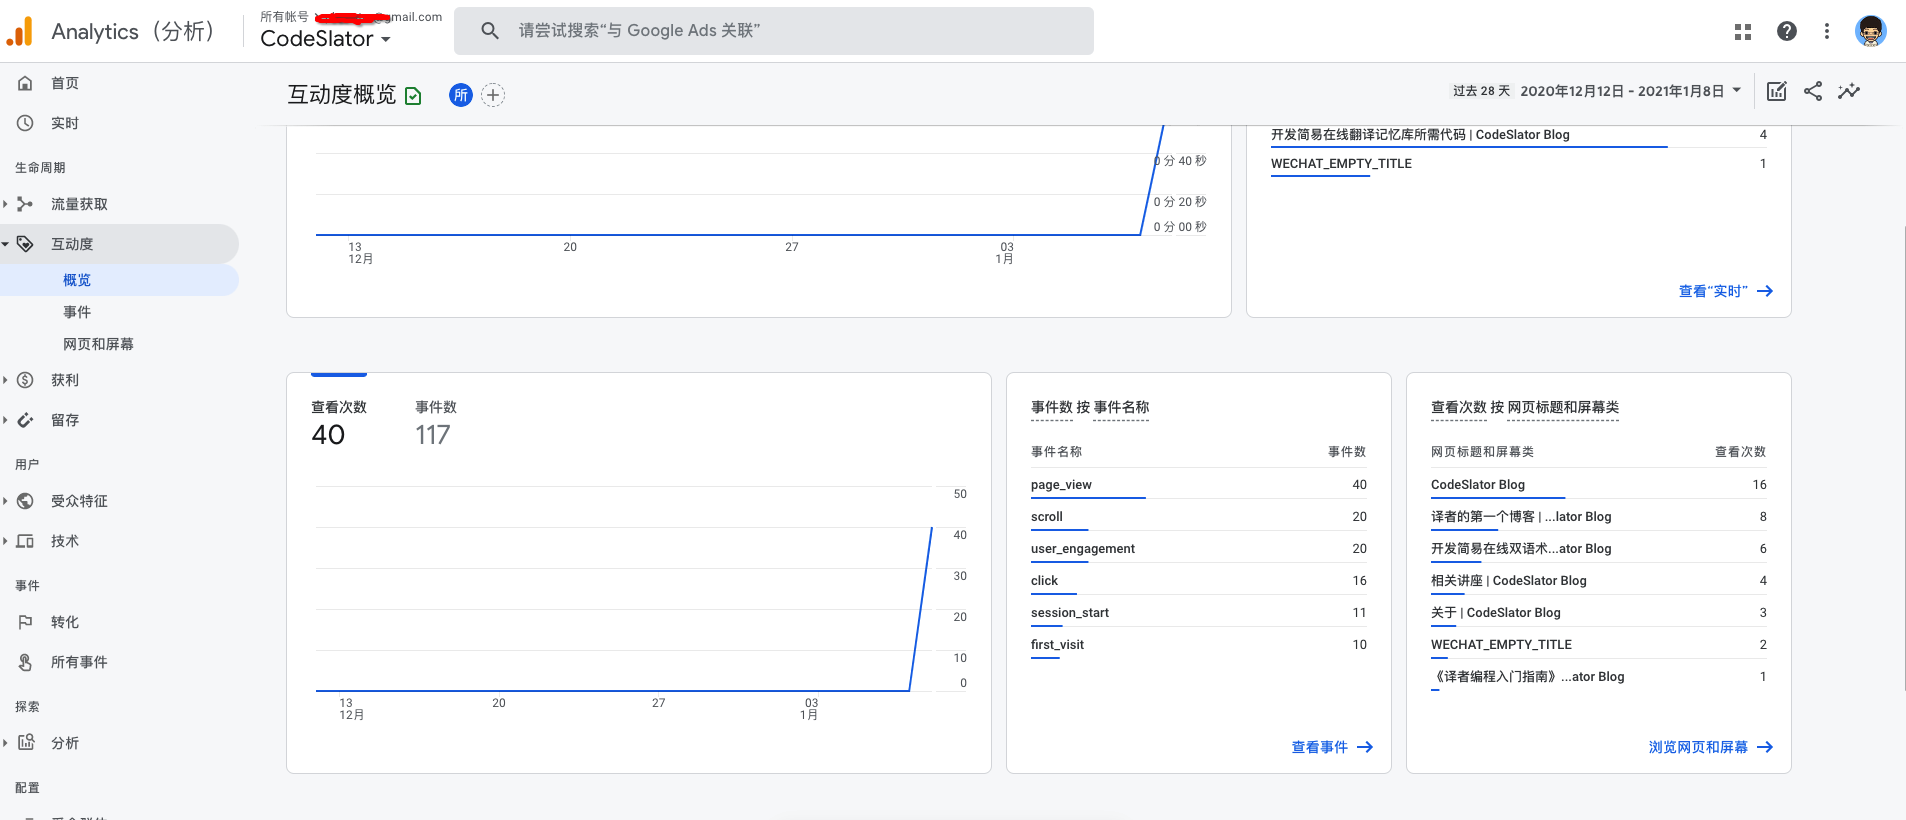 Analytics（分析）
所有帐号
gmail.com
CodeSlator
请尝试搜索“与 Google Ads 关联”
首页
实时
生命周期
流量获取
互动度
概览
事件
网页和屏幕
获利
留存
用户
受众特征
技术
事件
转化
所有事件
探索
分析
配置
互动度概览
所
过去 28 天
2020年12月12日 - 2021年1月8日
0 分 40 秒
0 分 20 秒
0 分 00 秒
13
12月
20
27
03
1月
开发简易在线翻译记忆库所需代码 | CodeSlator Blog 4
WECHAT_EMPTY_TITLE 1
查看“实时”
查看次数
40
事件数
117
50
40
30
20
10
0
13
12月
20
27
03
1月
事件数 按 事件名称
事件名称 事件数
page_view 40
scroll 20
user_engagement 20
click 16
session_start 11
first_visit 10
查看事件
查看次数 按 网页标题和屏幕类
网页标题和屏幕类 查看次数
CodeSlator Blog 16
译者的第一个博客 | ...lator Blog 8
开发简易在线双语术...ator Blog 6
相关讲座 | CodeSlator Blog 4
关于 | CodeSlator Blog 3
WECHAT_EMPTY_TITLE 2
《译者编程入门指南》...ator Blog 1
浏览网页和屏幕